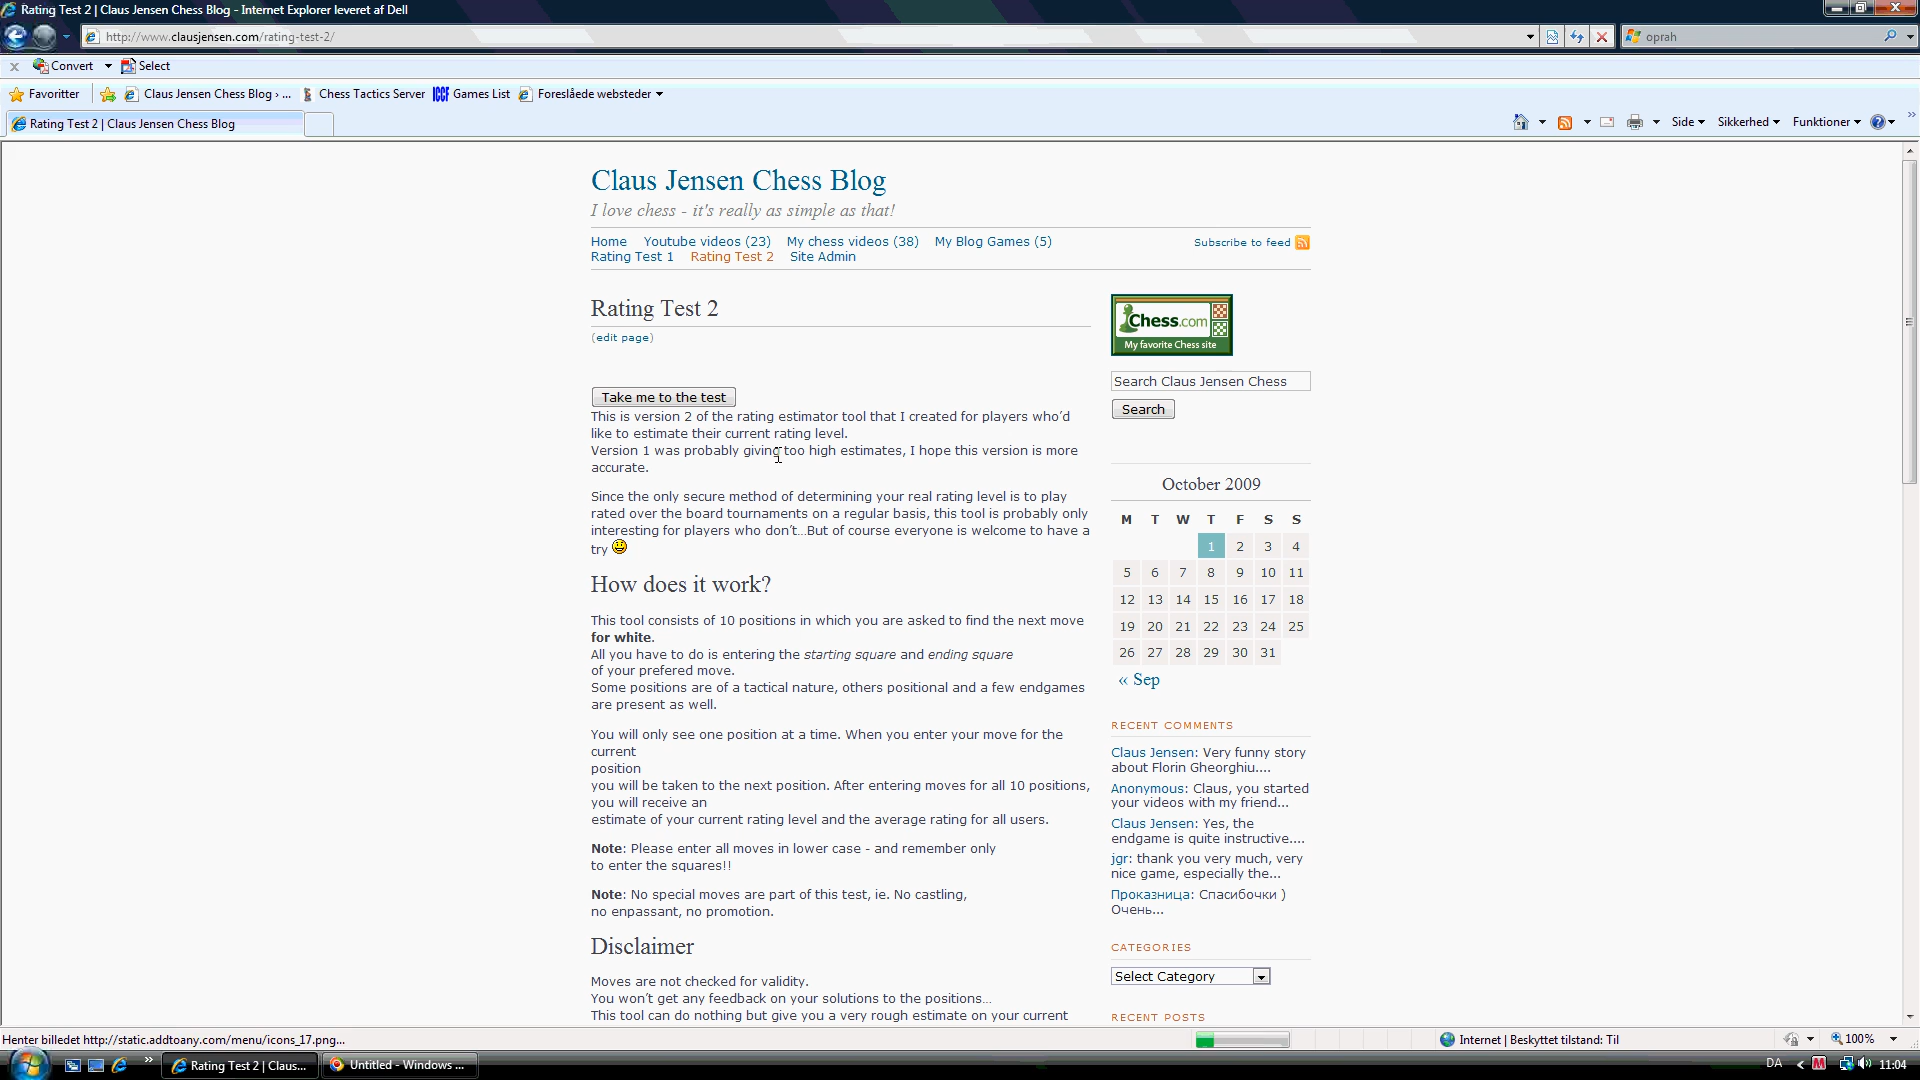 Rating Test 2 | Claus Jensen Chess Blog - Internet Explorer leveret af Dell
http://www.clausjensen.com/rating-test-2/
oprah
x Convert Select
Favoritter Claus Jensen Chess Blog › ... Chess Tactics Server ICCF Games List Foreslåede websteder
Rating Test 2 | Claus Jensen Chess Blog
Side Sikkerhed Funktioner
Claus Jensen Chess Blog
I love chess - it's really as simple as that!
Home Youtube videos (23) My chess videos (38) My Blog Games (5)
Subscribe to feed
Rating Test 1 Rating Test 2 Site Admin
Rating Test 2
(edit page)
Take me to the test
This is version 2 of the rating estimator tool that I created for players who'd
like to estimate their current rating level.
Version 1 was probably giving too high estimates, I hope this version is more
accurate.
Since the only secure method of determining your real rating level is to play
rated over the board tournaments on a regular basis, this tool is probably only
interesting for players who don't…But of course everyone is welcome to have a
try
How does it work?
This tool consists of 10 positions in which you are asked to find the next move
for white.
All you have to do is entering the starting square and ending square
of your prefered move.
Some positions are of a tactical nature, others positional and a few endgames
are present as well.
You will only see one position at a time. When you enter your move for the
current
position
you will be taken to the next position. After entering moves for all 10 positions,
you will receive an
estimate of your current rating level and the average rating for all users.
Note: Please enter all moves in lower case - and remember only
to enter the squares!!
Note: No special moves are part of this test, ie. No castling,
no enpassant, no promotion.
Disclaimer
Moves are not checked for validity.
You won't get any feedback on your solutions to the positions…
This tool can do nothing but give you a very rough estimate on your current
Chess.com
My favorite Chess site
Search Claus Jensen Chess
Search
October 2009
M T W T F S S
1 2 3 4
5 6 7 8 9 10 11
12 13 14 15 16 17 18
19 20 21 22 23 24 25
26 27 28 29 30 31
« Sep
RECENT COMMENTS
Claus Jensen: Very funny story
about Florin Gheorghiu....
Anonymous: Claus, you started
your videos with my friend...
Claus Jensen: Yes, the
endgame is quite instructive....
jgr: thank you very much, very
nice game, especially the...
Проказница: Спасибочки )
Очень...
CATEGORIES
Select Category
RECENT POSTS
Henter billedet http://static.addtoany.com/menu/icons_17.png...
Internet | Beskyttet tilstand: Til
100%
» Rating Test 2 | Claus... Untitled - Windows ...
DA
11:04